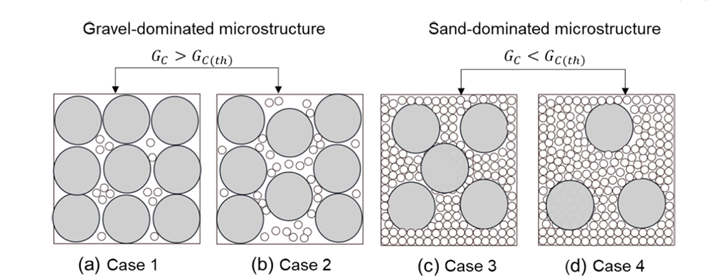 Gravel-dominated microstructure
Sand-dominated microstructure
G_C > G_C(th)
G_C < G_C(th)
(a) Case 1
(b) Case 2
(c) Case 3
(d) Case 4